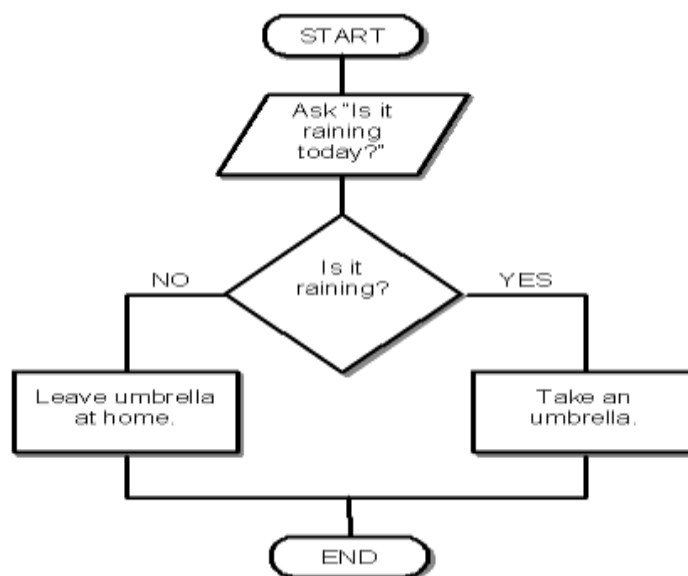 START
Ask "Is it
raining
today?"
Is it
raining?
NO
YES
Leave umbrella
at home.
Take an
umbrella.
END